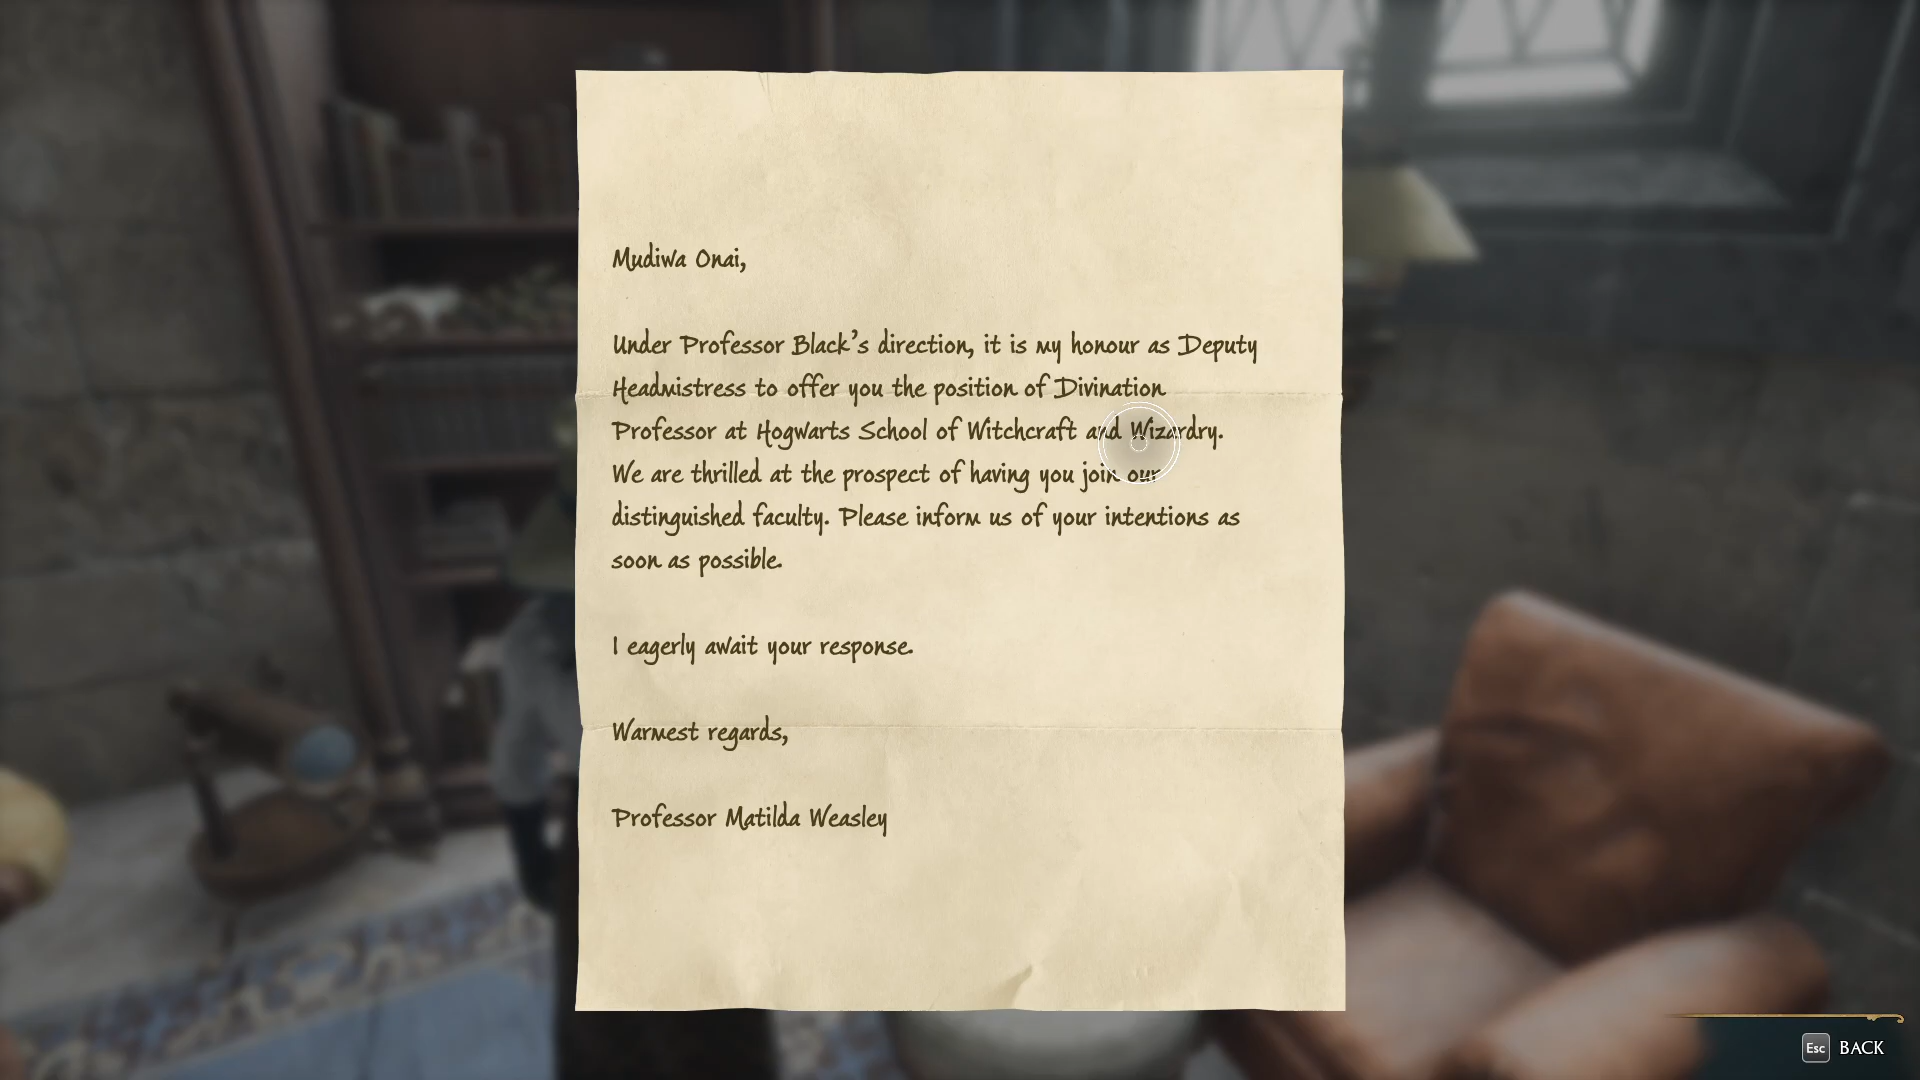 Mudiwa Onai,
Under Professor Black's direction, it is my honour as Deputy
Headmistress to offer you the position of Divination
Professor at Hogwarts School of Witchcraft and Wizardry.
We are thrilled at the prospect of having you join our
distinguished faculty. Please inform us of your intentions as
soon as possible.
I eagerly await your response.
Warmest regards,
Professor Matilda Weasley
Esc BACK